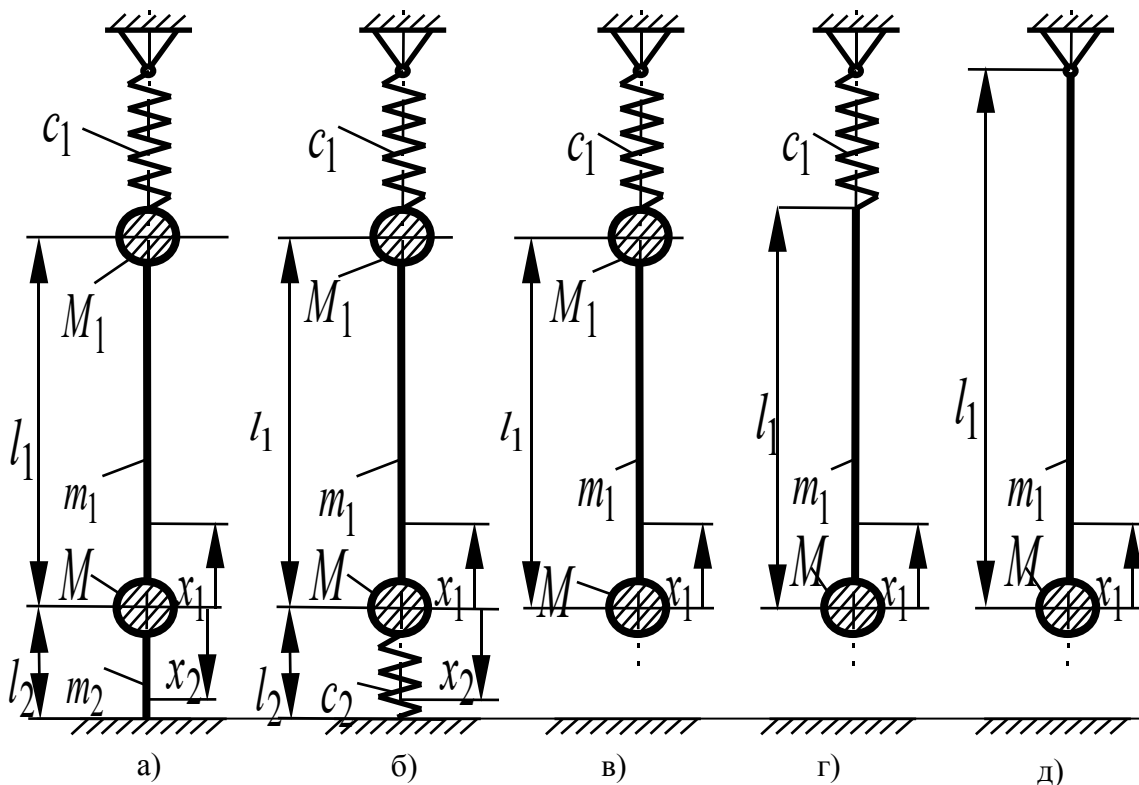 c1 c1 c1 c1
M1 M1 M1
l1 l1 l1 l1 l1
m1 m1 m1 m1 m1
M x1 M x1 M x1 M x1 M x1
l2 m2 x2 l2 c2 x2
а) б) в) г) д)